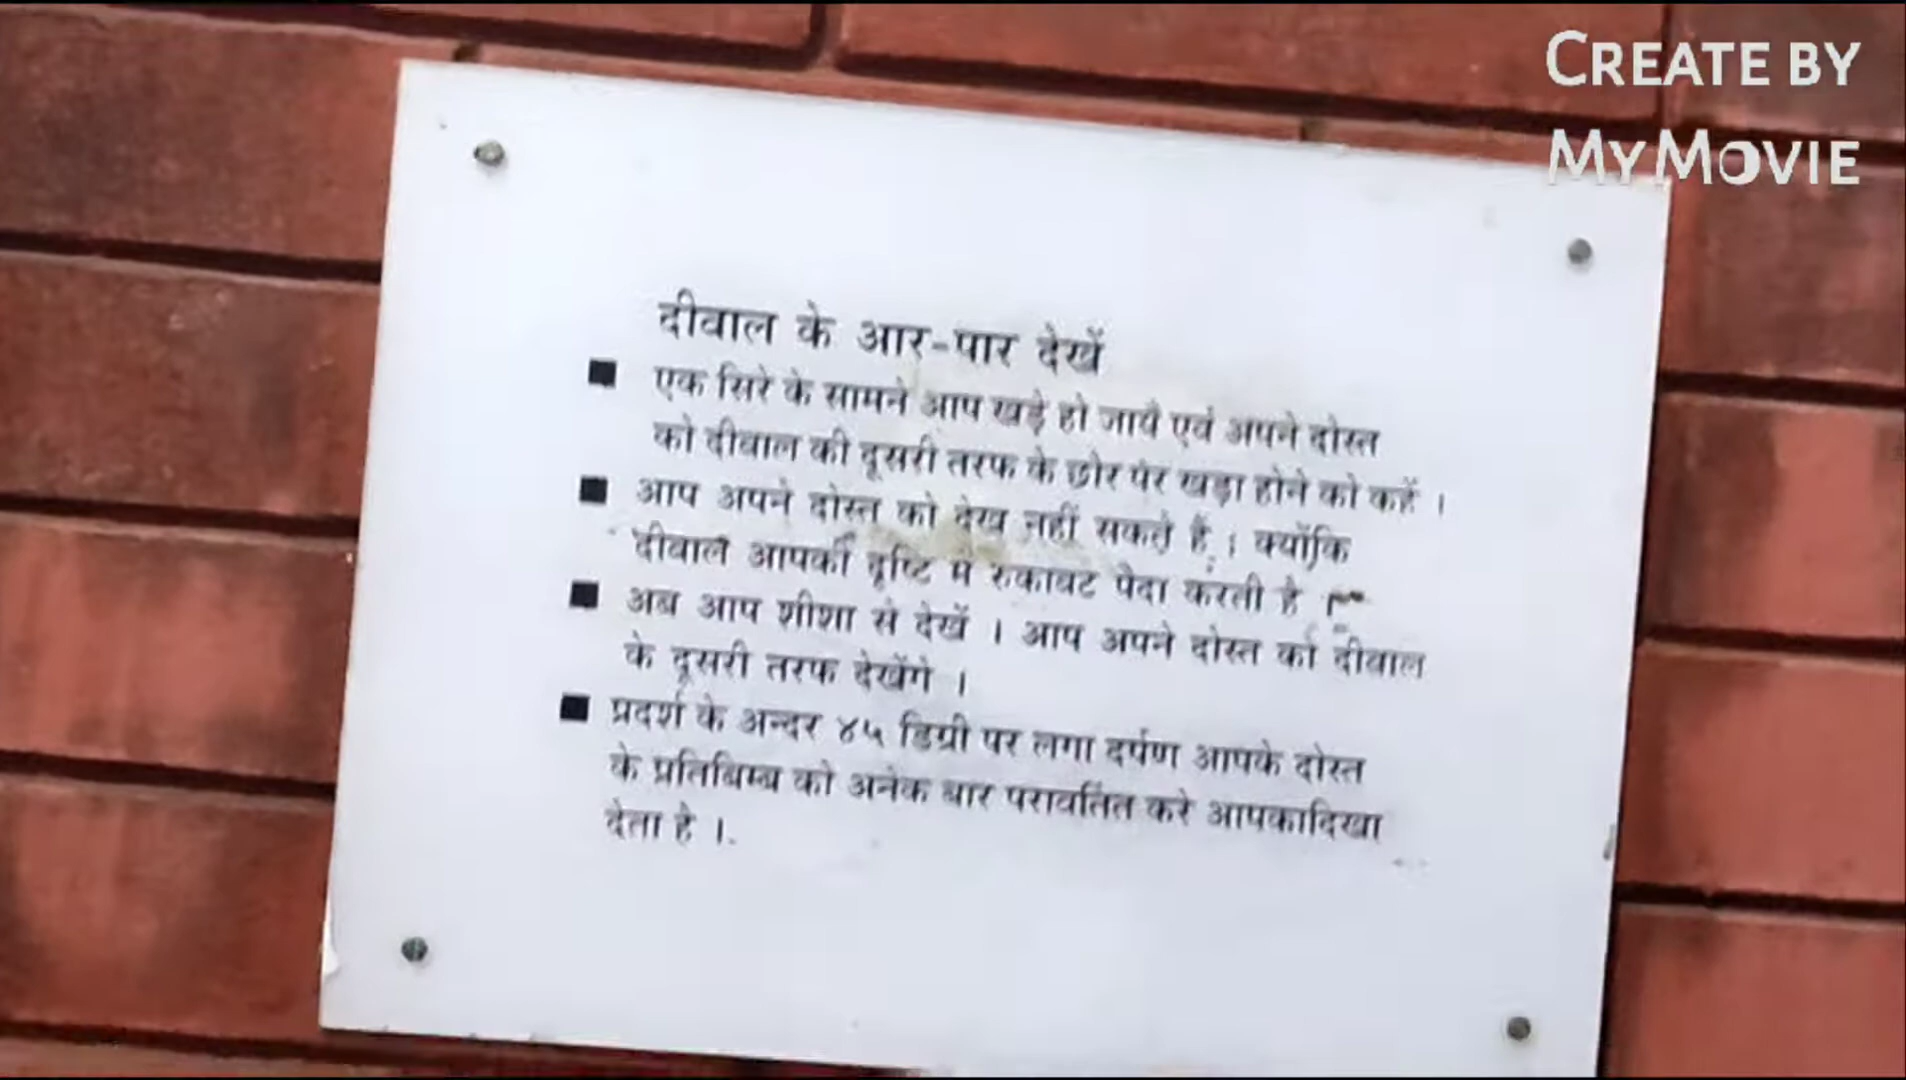 CREATE BY
MY MOVIE
दीवाल के आर-पार देखें
■ एक सिरे के सामने आप खड़े हो जायें एवं अपने दोस्त
को दीवाल की दूसरी तरफ के छोर पर खड़ा होने को कहें ।
■ आप अपने दोस्त को देख नहीं सकते हैं । क्योंकि
दीवाल आपकी दृष्टि में रुकावट पैदा करती है ।
■ अब आप शीशा से देखें । आप अपने दोस्त को दीवाल
के दूसरी तरफ देखेंगे ।
■ प्रदर्श के अन्दर ४५ डिग्री पर लगा दर्पण आपके दोस्त
के प्रतिबिम्ब को अनेक बार परावर्तित करे आपकादिखा
देता है ।